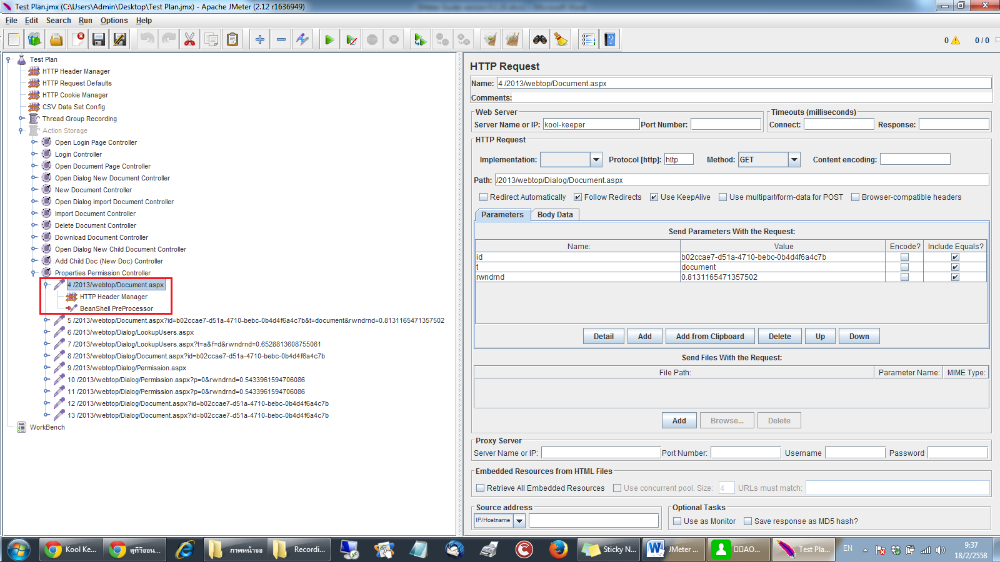 Test Plan.jmx (C:\Users\Admin\Desktop\Test Plan.jmx) - Apache JMeter (2.12 r1636949)
File Edit Search Run Options Help
0 0 / 0
Test Plan
HTTP Header Manager
HTTP Request Defaults
HTTP Cookie Manager
CSV Data Set Config
Thread Group Recording
Action Storage
Open Login Page Controller
Login Controller
Open Document Page Controller
Open Dialog New Document Controller
New Document Controller
Open Dialog import Document Controller
Import Document Controller
Delete Document Controller
Download Document Controller
Open Dialog New Child Document Controller
Add Child Doc (New Doc) Controller
Properties Permission Controller
4 /2013/webtop/Document.aspx
HTTP Header Manager
BeanShell PreProcessor
5 /2013/webtop/Document.aspx?id=b02ccae7-d51a-4710-bebc-0b4d4f6a4c7b&t=document&rwndrnd=0.8131165471357502
6 /2013/webtop/Dialog/LookupUsers.aspx
7 /2013/webtop/Dialog/LookupUsers.aspx?t=a&f=d&rwndrnd=0.6528813608755061
8 /2013/webtop/Dialog/Document.aspx?id=b02ccae7-d51a-4710-bebc-0b4d4f6a4c7b
9 /2013/webtop/Dialog/Permission.aspx
10 /2013/webtop/Dialog/Permission.aspx?p=0&rwndrnd=0.5433961594706086
11 /2013/webtop/Dialog/Permission.aspx?p=0&rwndrnd=0.5433961594706086
12 /2013/webtop/Dialog/Document.aspx?id=b02ccae7-d51a-4710-bebc-0b4d4f6a4c7b
13 /2013/webtop/Dialog/Document.aspx?id=b02ccae7-d51a-4710-bebc-0b4d4f6a4c7b
WorkBench
HTTP Request
Name: 4 /2013/webtop/Document.aspx
Comments:
Web Server
Server Name or IP: kool-keeper Port Number:
Timeouts (milliseconds)
Connect: Response:
HTTP Request
Implementation: Protocol [http]: http Method: GET Content encoding:
Path: /2013/webtop/Dialog/Document.aspx
Redirect Automatically Follow Redirects Use KeepAlive Use multipart/form-data for POST Browser-compatible headers
Parameters Body Data
Send Parameters With the Request:
Name: Value Encode? Include Equals?
id b02ccae7-d51a-4710-bebc-0b4d4f6a4c7b
t document
rwndrnd 0.8131165471357502
Detail Add Add from Clipboard Delete Up Down
Send Files With the Request:
File Path: Parameter Name: MIME Type:
Add Browse... Delete
Proxy Server
Server Name or IP: Port Number: Username Password
Embedded Resources from HTML Files
Retrieve All Embedded Resources Use concurrent pool. Size: 4 URLs must match:
Source address
IP/Hostname
Optional Tasks
Use as Monitor Save response as MD5 hash?
Kool Ke... ดูทีวีออน... ภาพหน้าจอ Recordi... Sticky N... JMeter ... AO... Test Pla... EN
9:37
18/2/2558